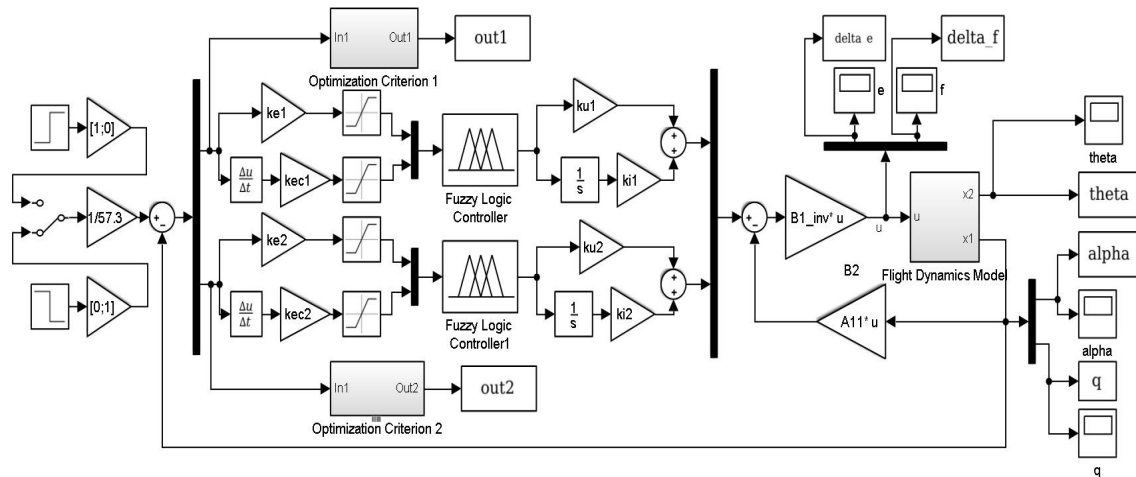 In1
Out1
out1
Optimization Criterion 1
delta e
delta_f
e
f
theta
theta
[1;0]
ke1
Δu
Δt
kec1
Fuzzy Logic
Controller
ku1
1
s
ki1
+
+
1/57.3
+
-
[0;1]
ke2
Δu
Δt
kec2
Fuzzy Logic
Controller1
ku2
1
s
ki2
+
+
+
-
B1_inv* u
u
u
x2
x1
Flight Dynamics Model
B2
A11* u
alpha
alpha
q
q
In1
Out2
out2
Optimization Criterion 2